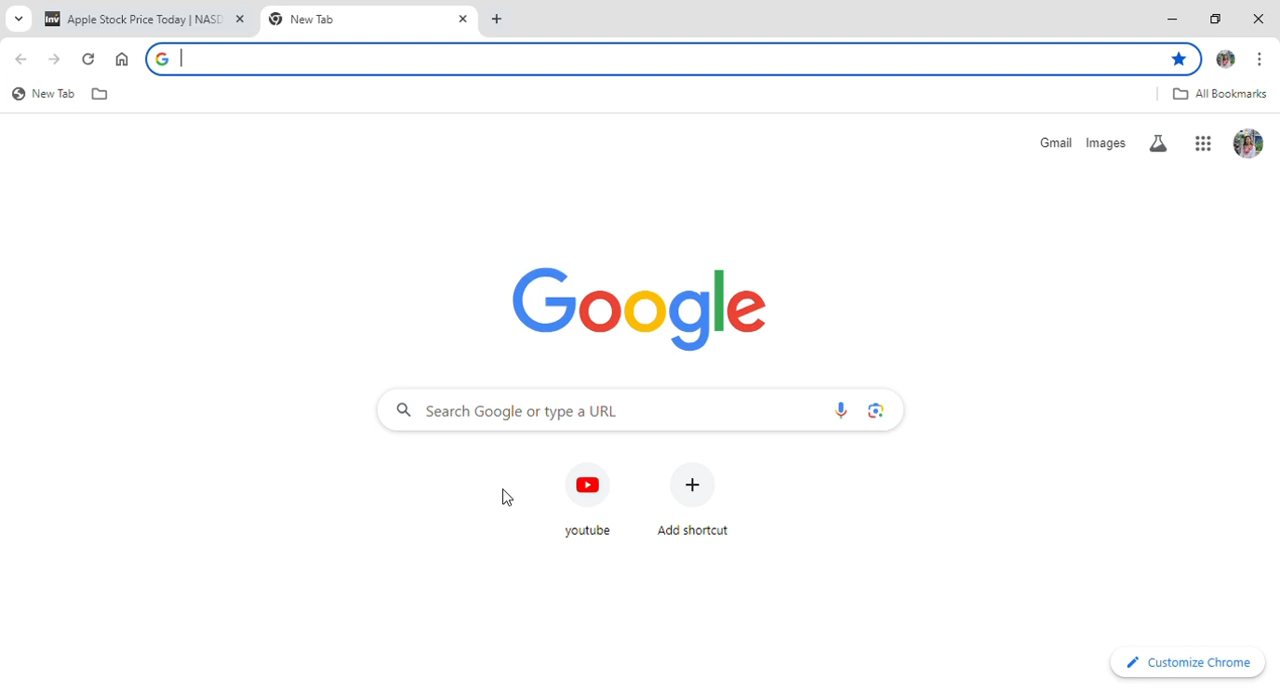 Inv Apple Stock Price Today | NASD
New Tab
New Tab
All Bookmarks
Gmail Images
Google
Search Google or type a URL
youtube Add shortcut
Customize Chrome